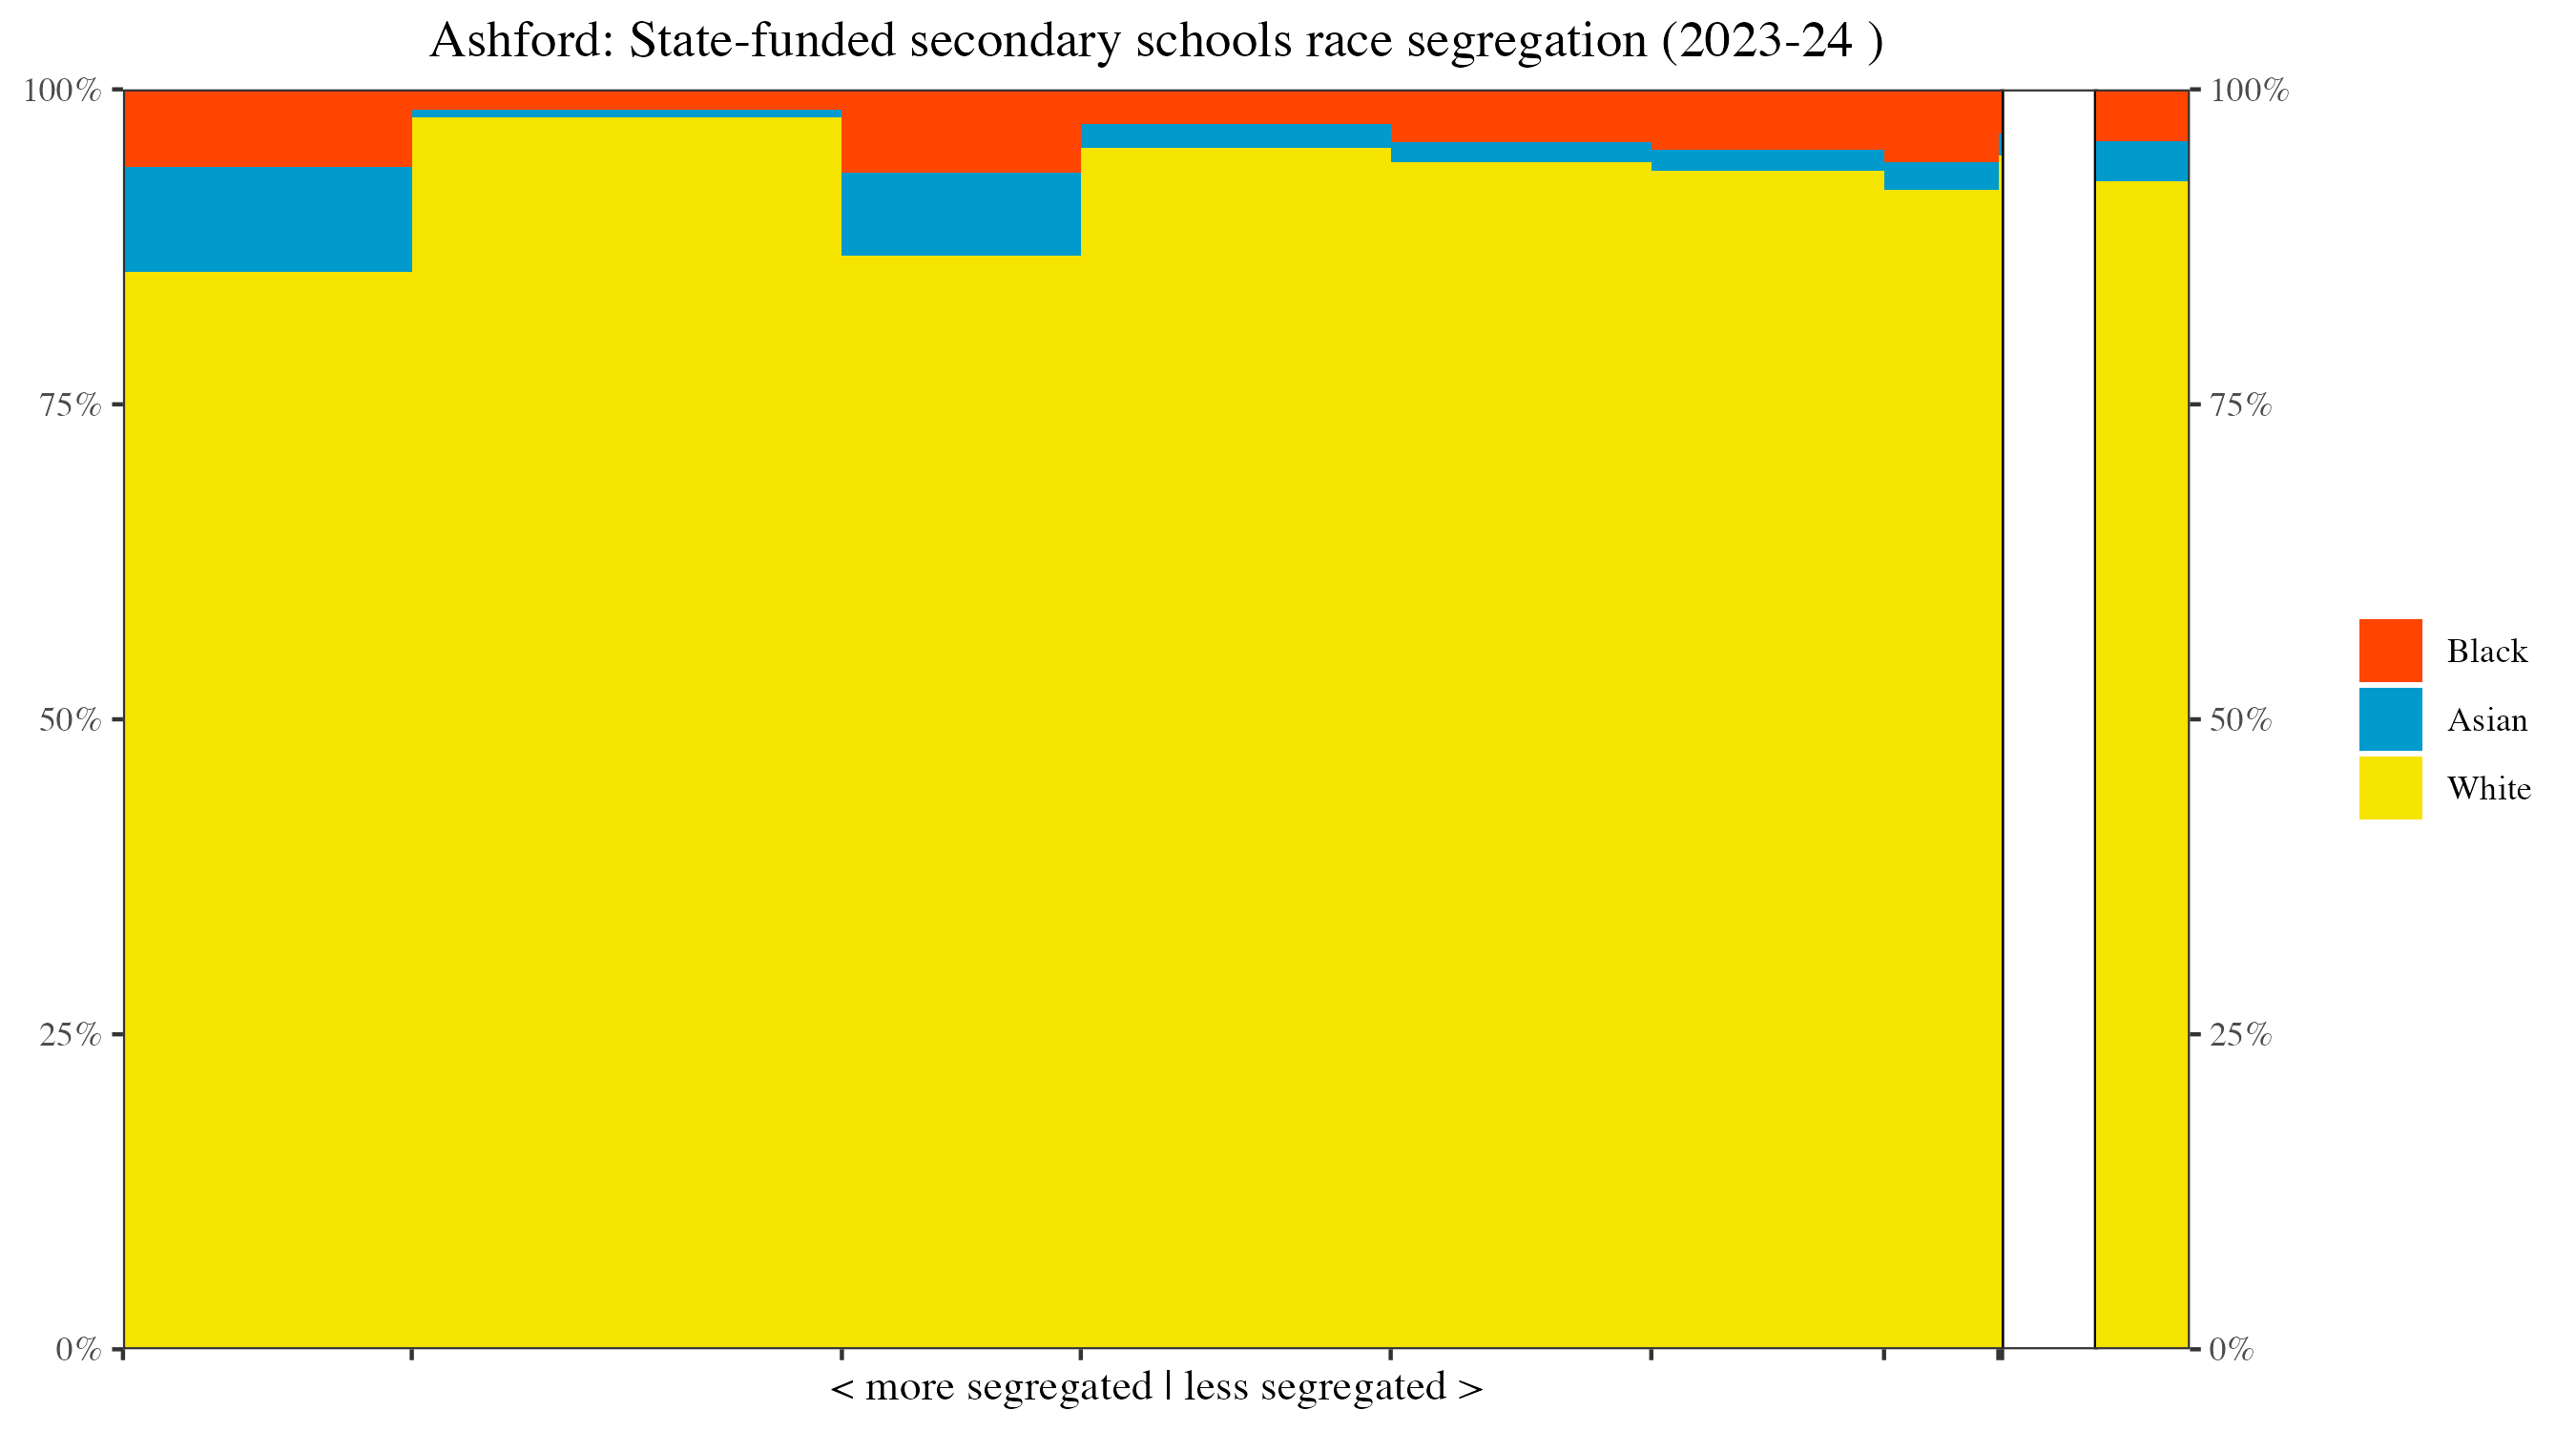 Ashford: State-funded secondary schools race segregation (2023-24 )
100%
75%
50%
25%
0%
100%
75%
50%
25%
0%
Black
Asian
White
< more segregated | less segregated >